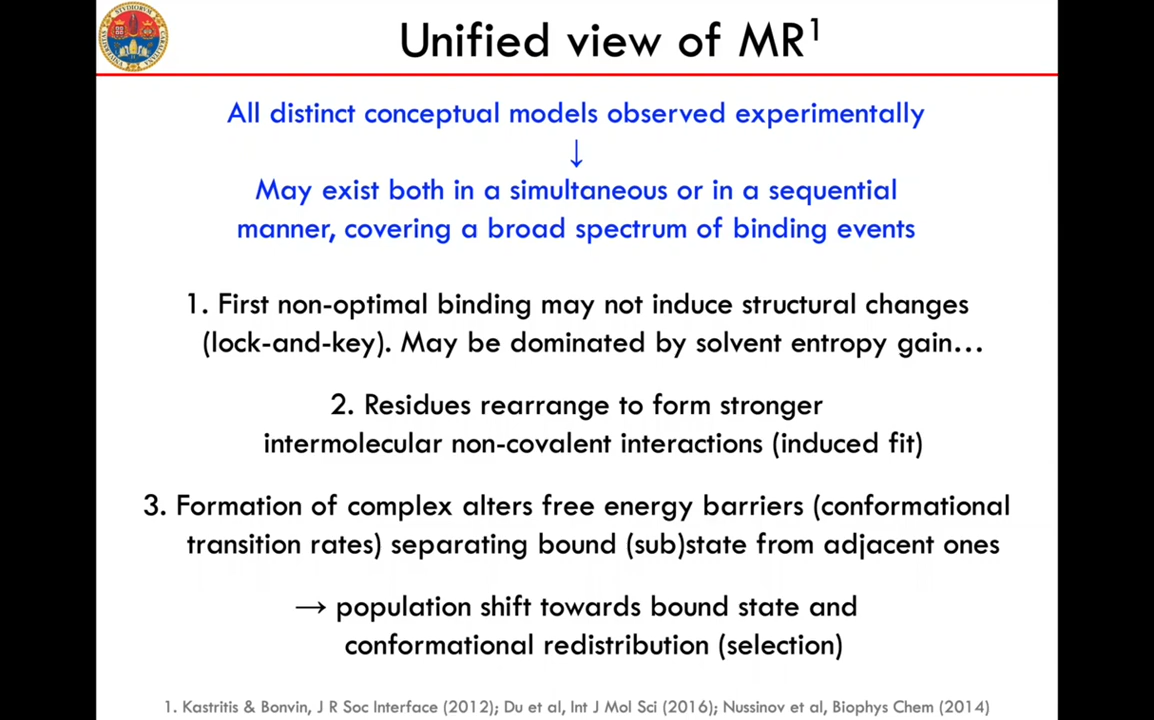 Unified view of MR¹
All distinct conceptual models observed experimentally
↓
May exist both in a simultaneous or in a sequential
manner, covering a broad spectrum of binding events
1. First non-optimal binding may not induce structural changes
(lock-and-key). May be dominated by solvent entropy gain…
2. Residues rearrange to form stronger
intermolecular non-covalent interactions (induced fit)
3. Formation of complex alters free energy barriers (conformational
transition rates) separating bound (sub)state from adjacent ones
→ population shift towards bound state and
conformational redistribution (selection)
1. Kastritis & Bonvin, J R Soc Interface (2012); Du et al, Int J Mol Sci (2016); Nussinov et al, Biophys Chem (2014)